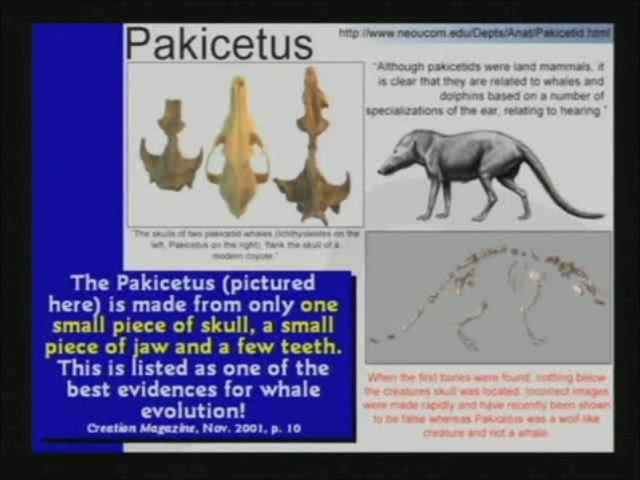 Pakicetus
http://www.neoucom.edu/Depts/Anat/Pakicetid.html
"Although pakicetids were land mammals, it
is clear that they are related to whales and
dolphins based on a number of
specializations of the ear, relating to hearing."
"The skulls of two pakicetid whales (Ichthyolestes on the
left, Pakicetus on the right), flank the skull of a
modern coyote."
The Pakicetus (pictured
here) is made from only one
small piece of skull, a small
piece of jaw and a few teeth.
This is listed as one of the
best evidences for whale
evolution!
Creation Magazine, Nov. 2001, p. 10
When the first bones were found, nothing below
the creatures skull was located. Incorrect images
were made rapidly and have recently been shown
to be false whereas Pakicetus was a wolf-like
creature and not a whale.